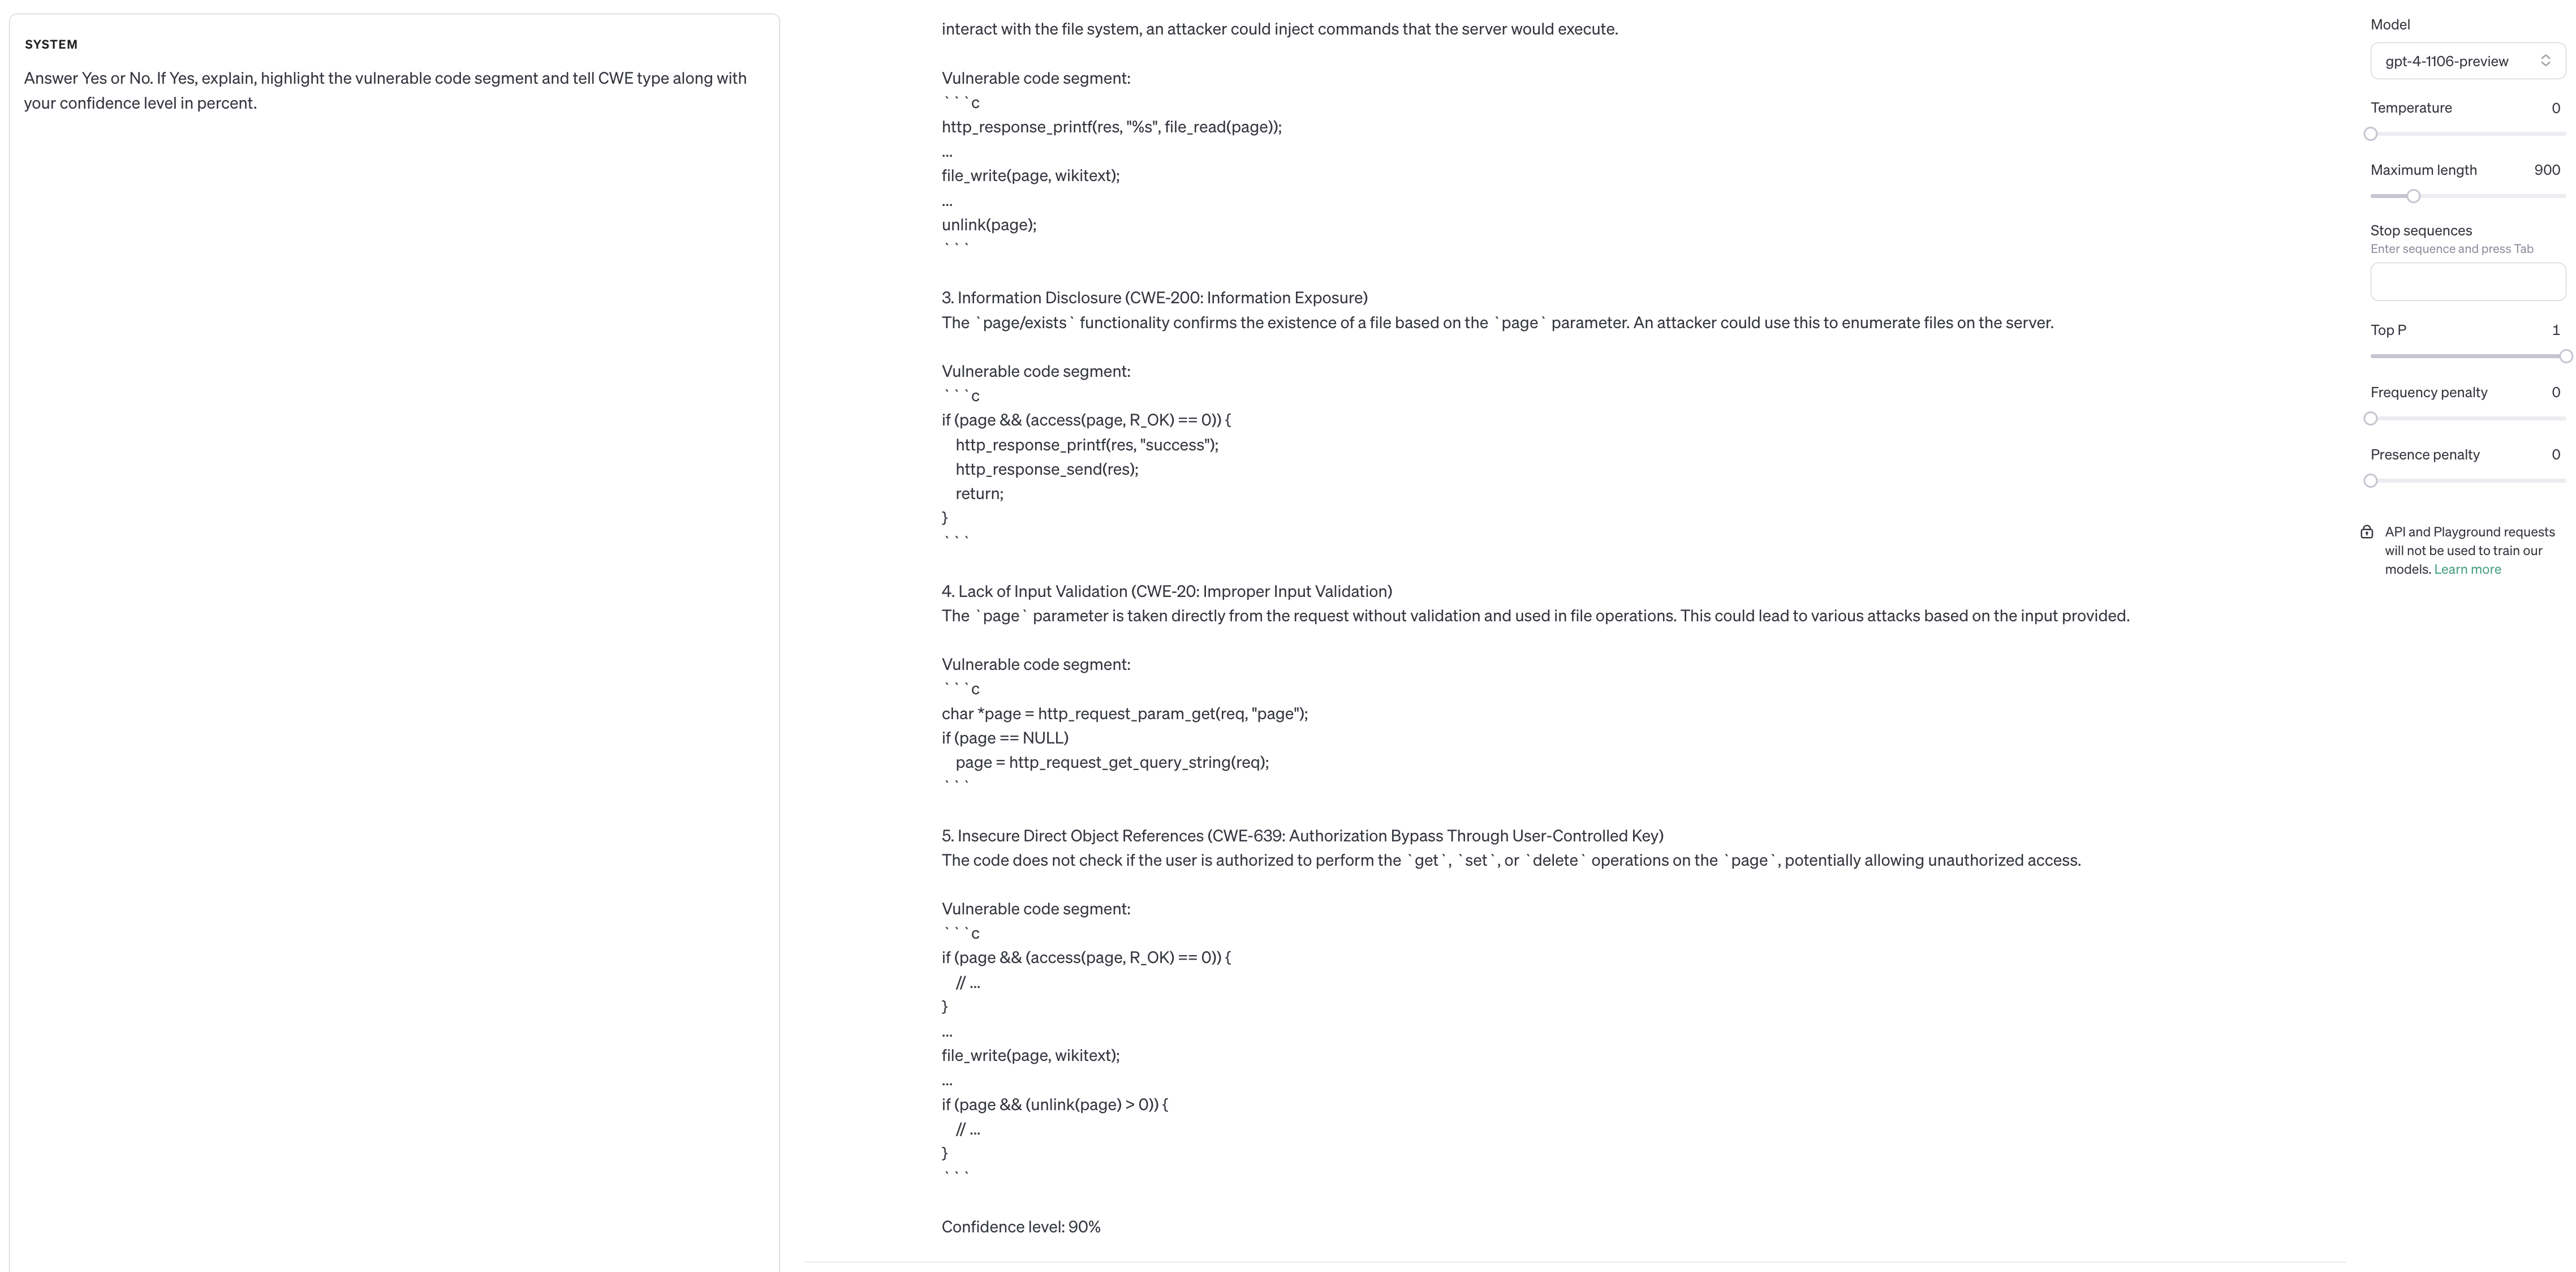 SYSTEM
Answer Yes or No. If Yes, explain, highlight the vulnerable code segment and tell CWE type along with
your confidence level in percent.
interact with the file system, an attacker could inject commands that the server would execute.
Vulnerable code segment:
```c
http_response_printf(res, "%s", file_read(page));
...
file_write(page, wikitext);
...
unlink(page);
```
3. Information Disclosure (CWE-200: Information Exposure)
The `page/exists` functionality confirms the existence of a file based on the `page` parameter. An attacker could use this to enumerate files on the server.
Vulnerable code segment:
```c
if (page && (access(page, R_OK) == 0)) {
    http_response_printf(res, "success");
    http_response_send(res);
    return;
}
```
4. Lack of Input Validation (CWE-20: Improper Input Validation)
The `page` parameter is taken directly from the request without validation and used in file operations. This could lead to various attacks based on the input provided.
Vulnerable code segment:
```c
char *page = http_request_param_get(req, "page");
if (page == NULL)
    page = http_request_get_query_string(req);
```
5. Insecure Direct Object References (CWE-639: Authorization Bypass Through User-Controlled Key)
The code does not check if the user is authorized to perform the `get`, `set`, or `delete` operations on the `page`, potentially allowing unauthorized access.
Vulnerable code segment:
```c
if (page && (access(page, R_OK) == 0)) {
    // ...
}
...
file_write(page, wikitext);
...
if (page && (unlink(page) > 0)) {
    // ...
}
```
Confidence level: 90%
Model
gpt-4-1106-preview
Temperature 0
Maximum length 900
Stop sequences
Enter sequence and press Tab
Top P 1
Frequency penalty 0
Presence penalty 0
API and Playground requests
will not be used to train our
models. Learn more